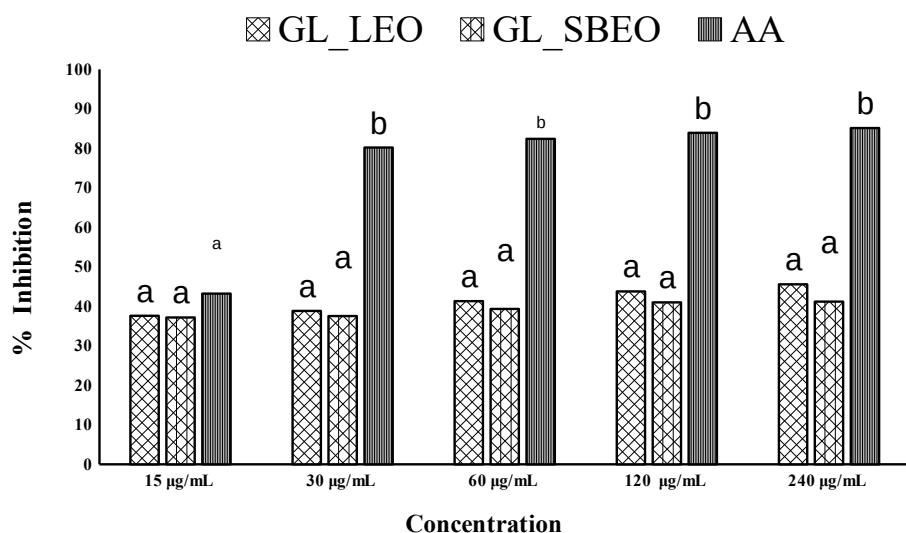 GL_LEO GL_SBEO AA
100
90
80
70
60
50
40
30
20
10
0
% Inhibition
a a a
a a b
a a b
a a b
a a b
15 µg/mL 30 µg/mL 60 µg/mL 120 µg/mL 240 µg/mL
Concentration